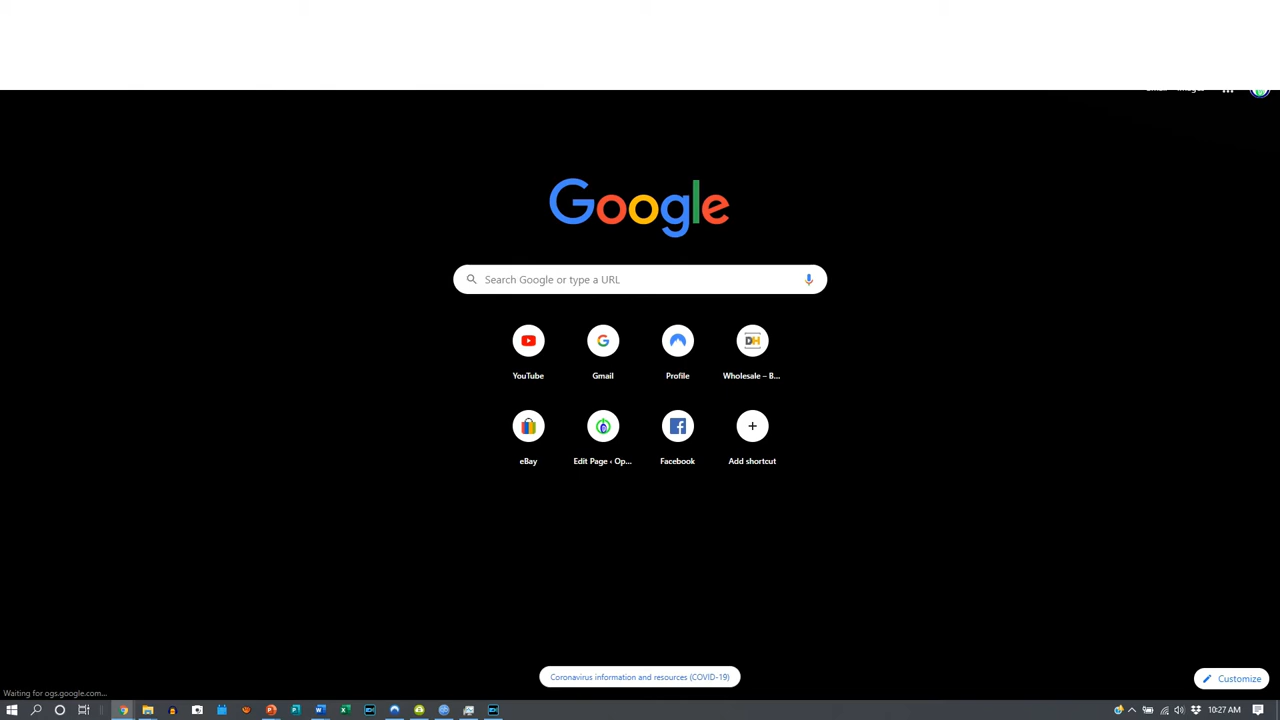 Google
Search Google or type a URL
YouTube
Gmail
Profile
Wholesale – B...
eBay
Edit Page ‹ Op...
Facebook
Add shortcut
Coronavirus information and resources (COVID-19)
Customize
Waiting for ogs.google.com...
10:27 AM